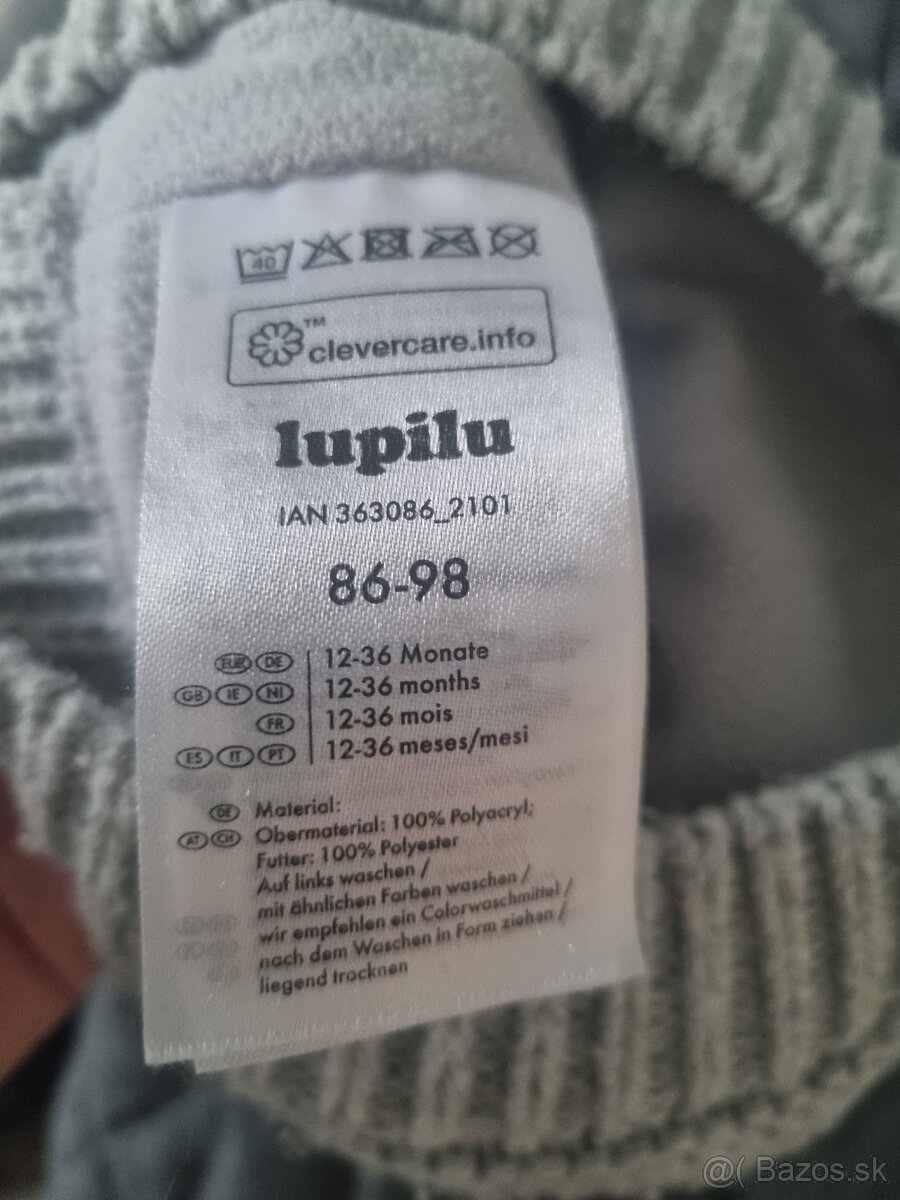 40
™
clevercare.info
lupilu
IAN 363086_2101
86-98
EUR DE 12-36 Monate
GB IE NI 12-36 months
FR 12-36 mois
ES IT PT 12-36 meses/mesi
DE Material:
AT CH Obermaterial: 100% Polyacryl;
Futter: 100% Polyester
Auf links waschen /
mit ähnlichen Farben waschen /
wir empfehlen ein Colorwaschmittel /
nach dem Waschen in Form ziehen /
liegend trocknen
@( Bazos.sk